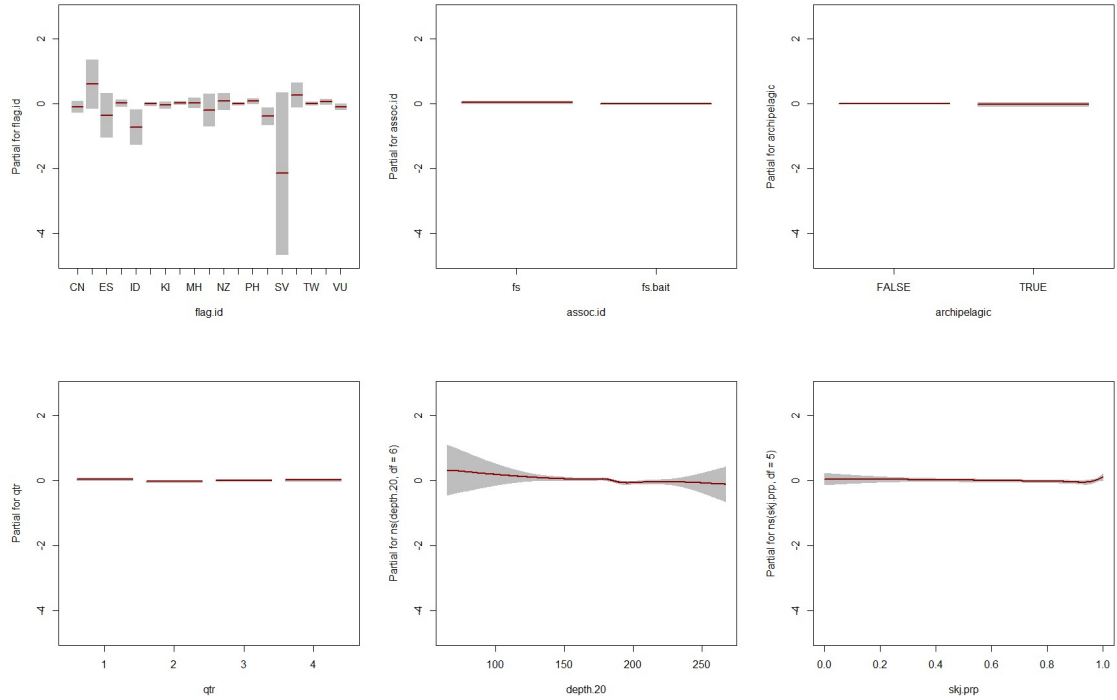 Partial for flag.id
2
0
-2
-4
CN ES ID KI MH NZ PH SV TW VU
flag.id
Partial for assoc.id
2
0
-2
-4
fs fs.bait
assoc.id
Partial for archipelagic
2
0
-2
-4
FALSE TRUE
archipelagic
Partial for qtr
2
0
-2
-4
1 2 3 4
qtr
Partial for ns(depth.20, df = 6)
2
0
-2
-4
100 150 200 250
depth.20
Partial for ns(skj.prp, df = 5)
2
0
-2
-4
0.0 0.2 0.4 0.6 0.8 1.0
skj.prp